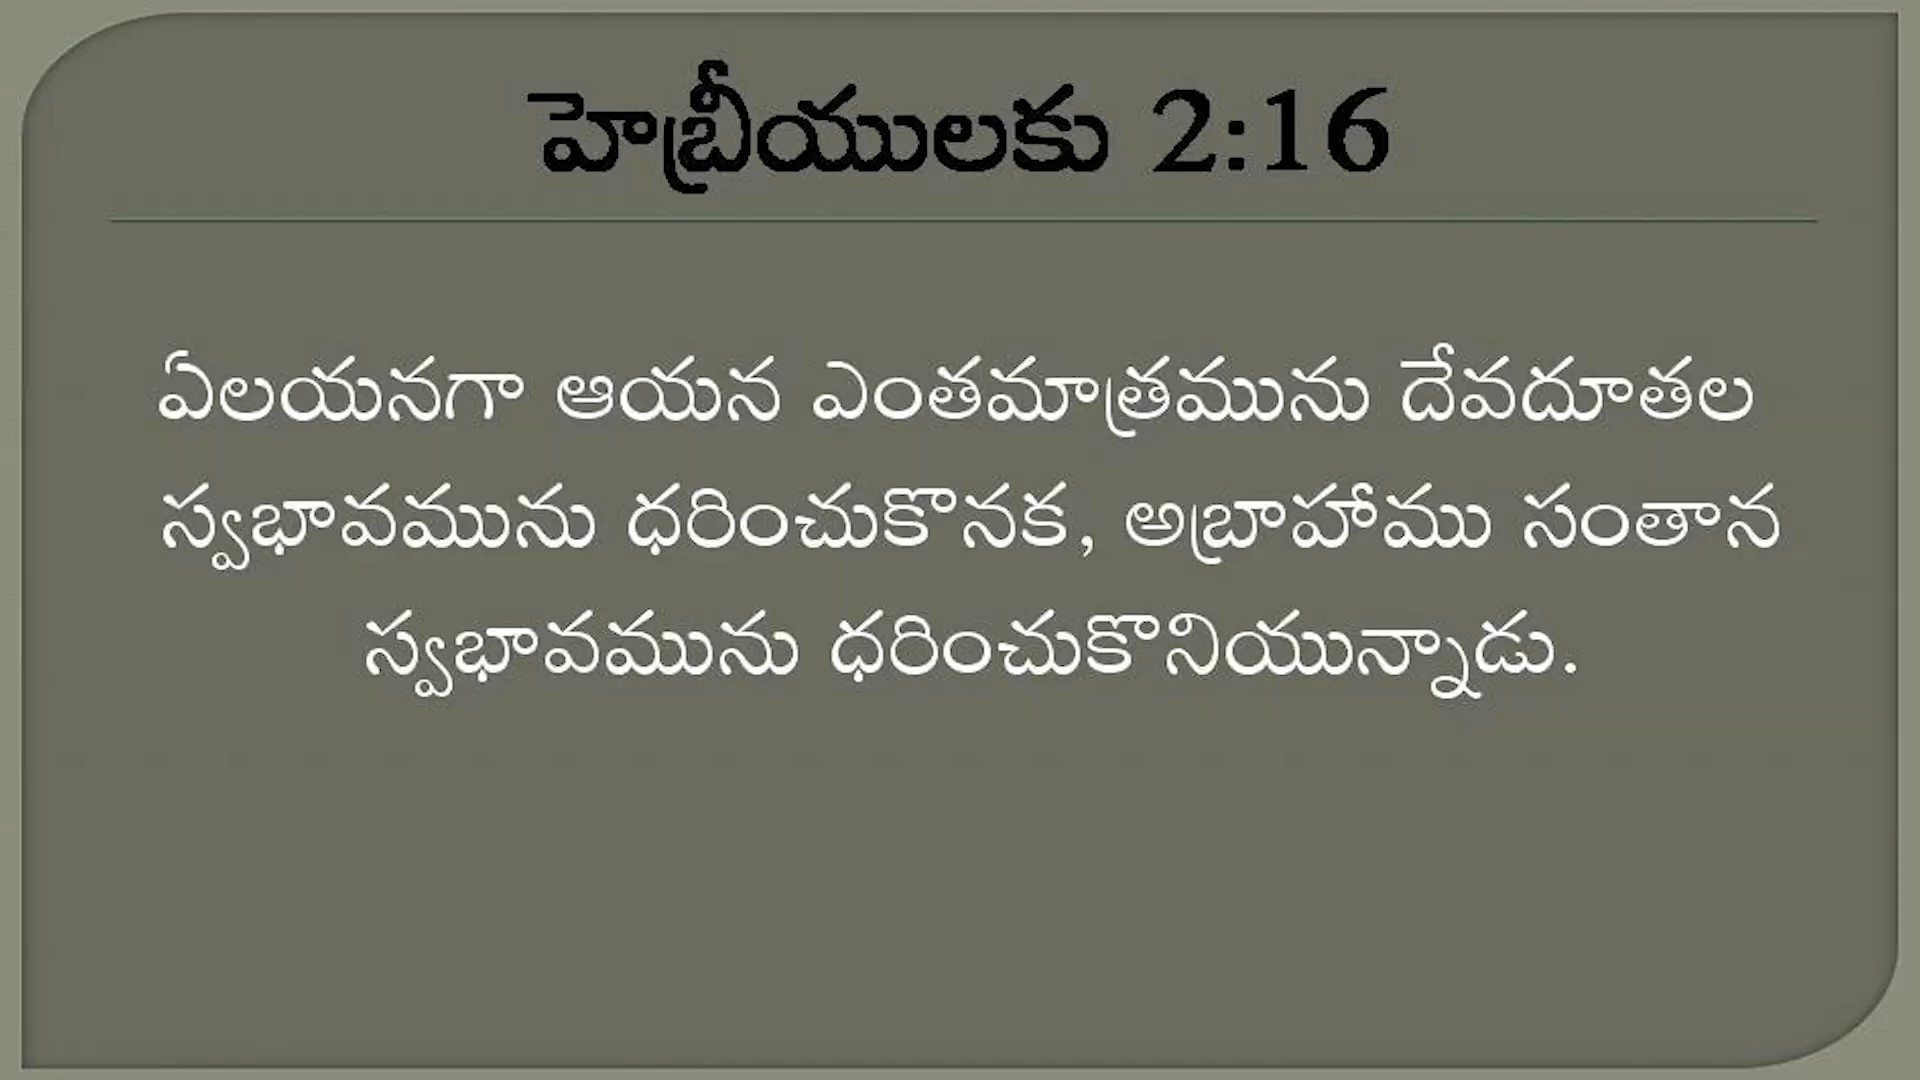 హెబ్రీయులకు 2:16
ఏలయనగా ఆయన ఎంతమాత్రమును దేవదూతల
స్వభావమును ధరించుకొనక, అబ్రాహాము సంతాన
స్వభావమును ధరించుకొనియున్నాడు.